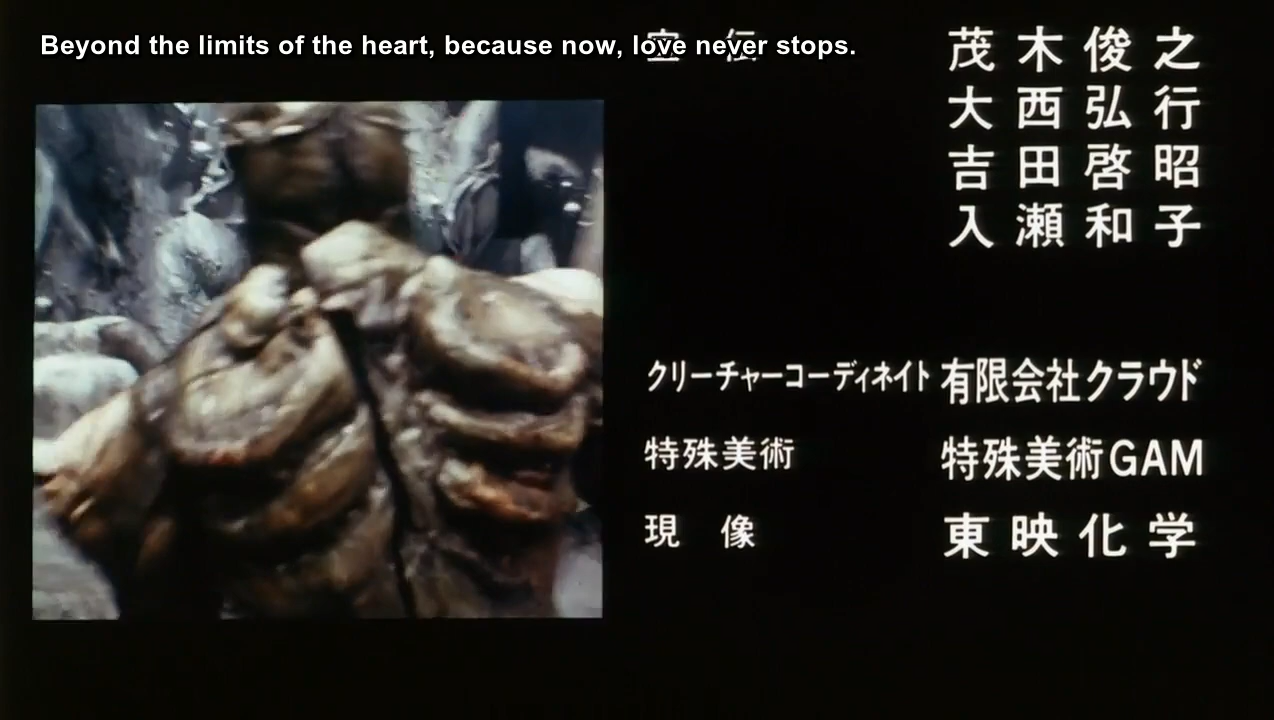 Beyond the limits of the heart, because now, love never stops.
宣 伝 茂木俊之
大西弘行
吉田啓昭
入瀬和子
クリーチャーコーディネイト 有限会社クラウド
特殊美術 特殊美術GAM
現 像 東映化学